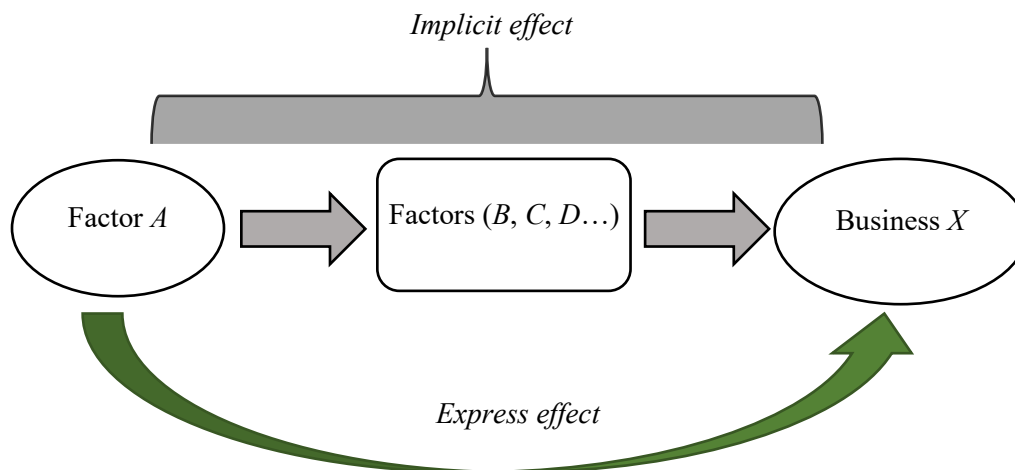 Implicit effect
Factor A
Factors (B, C, D…)
Business X
Express effect